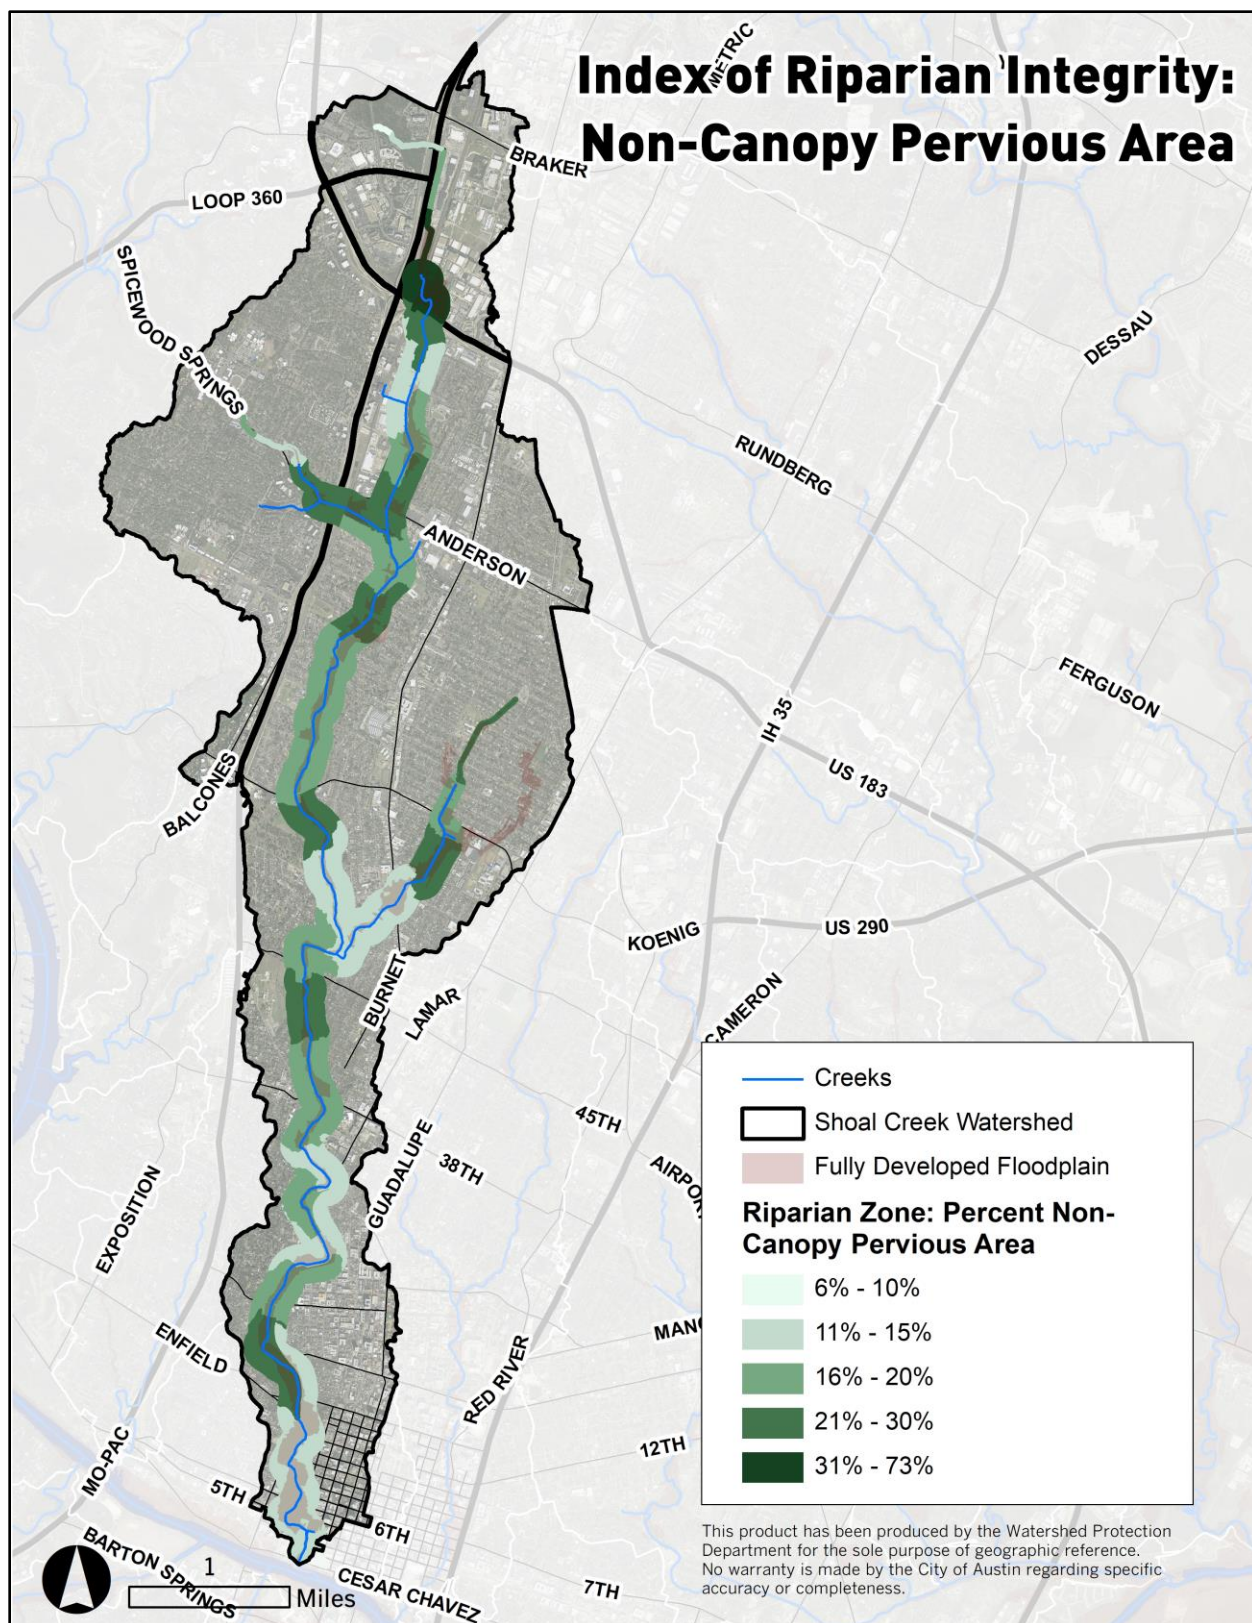 Index of Riparian Integrity:
Non-Canopy Pervious Area
METRIC
BRAKER
LOOP 360
SPICEWOOD SPRINGS
DESSAU
RUNDBERG
ANDERSON
FERGUSON
IH 35
US 183
BALCONES
KOENIG
US 290
BURNET
LAMAR
CAMERON
45TH
38TH
AIRPOR
GUADALUPE
EXPOSITION
ENFIELD
RED RIVER
MANO
12TH
MO-PAC
5TH
6TH
BARTON SPRINGS
CESAR CHAVEZ
7TH
Creeks
Shoal Creek Watershed
Fully Developed Floodplain
Riparian Zone: Percent Non-
Canopy Pervious Area
6% - 10%
11% - 15%
16% - 20%
21% - 30%
31% - 73%
This product has been produced by the Watershed Protection
Department for the sole purpose of geographic reference.
No warranty is made by the City of Austin regarding specific
accuracy or completeness.
1
Miles